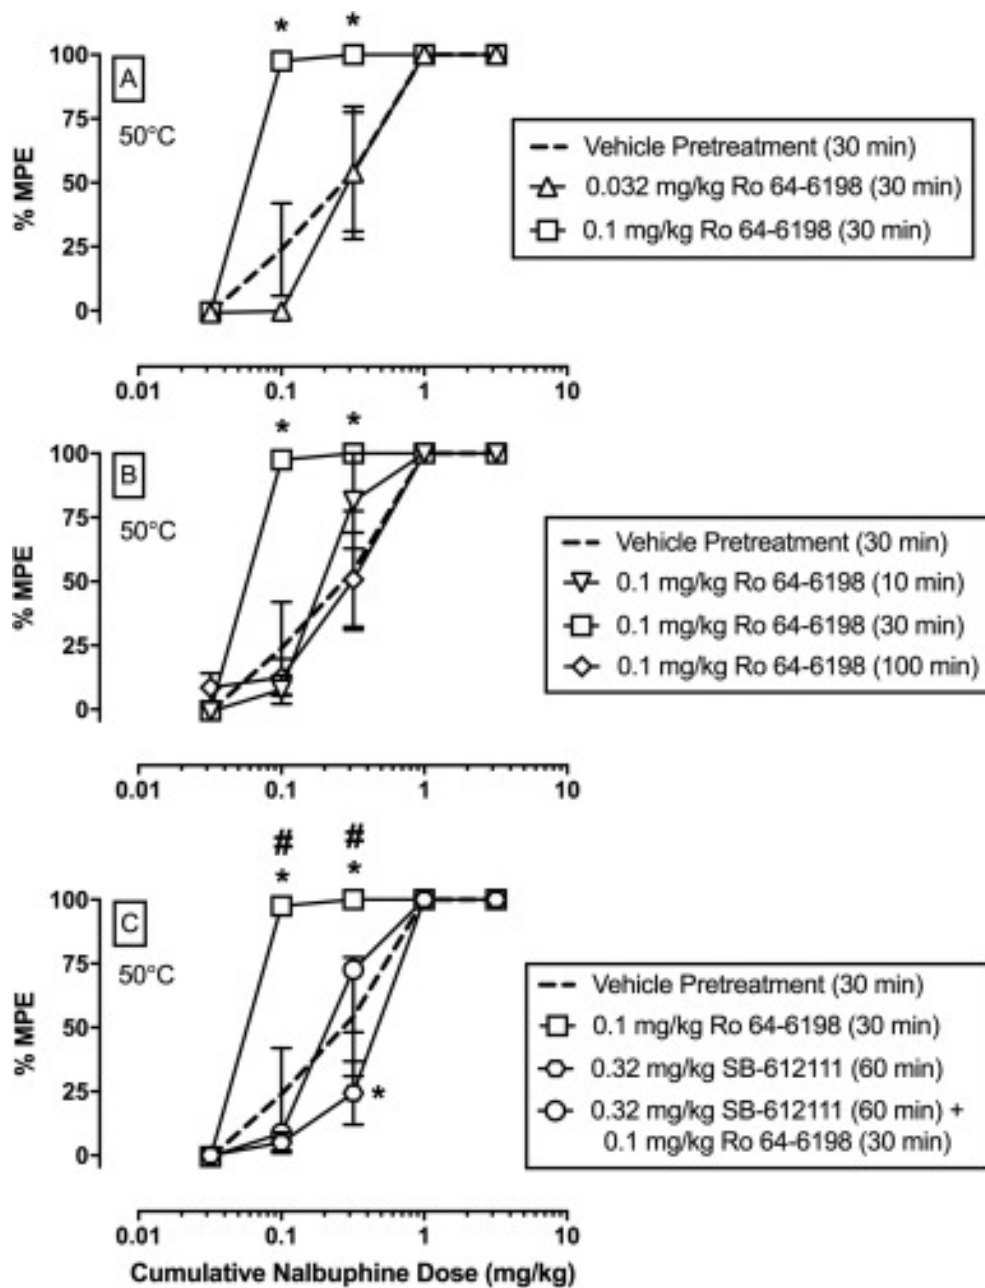 * *
100
75
50
25
0
% MPE
A
50°C
Vehicle Pretreatment (30 min)
0.032 mg/kg Ro 64-6198 (30 min)
0.1 mg/kg Ro 64-6198 (30 min)
0.01 0.1 1 10
* *
100
75
50
25
0
% MPE
B
50°C
Vehicle Pretreatment (30 min)
0.1 mg/kg Ro 64-6198 (10 min)
0.1 mg/kg Ro 64-6198 (30 min)
0.1 mg/kg Ro 64-6198 (100 min)
0.01 0.1 1 10
# #
* *
100
75
50
25
0
% MPE
C
50°C
*
Vehicle Pretreatment (30 min)
0.1 mg/kg Ro 64-6198 (30 min)
0.32 mg/kg SB-612111 (60 min)
0.32 mg/kg SB-612111 (60 min) +
0.1 mg/kg Ro 64-6198 (30 min)
0.01 0.1 1 10
Cumulative Nalbuphine Dose (mg/kg)